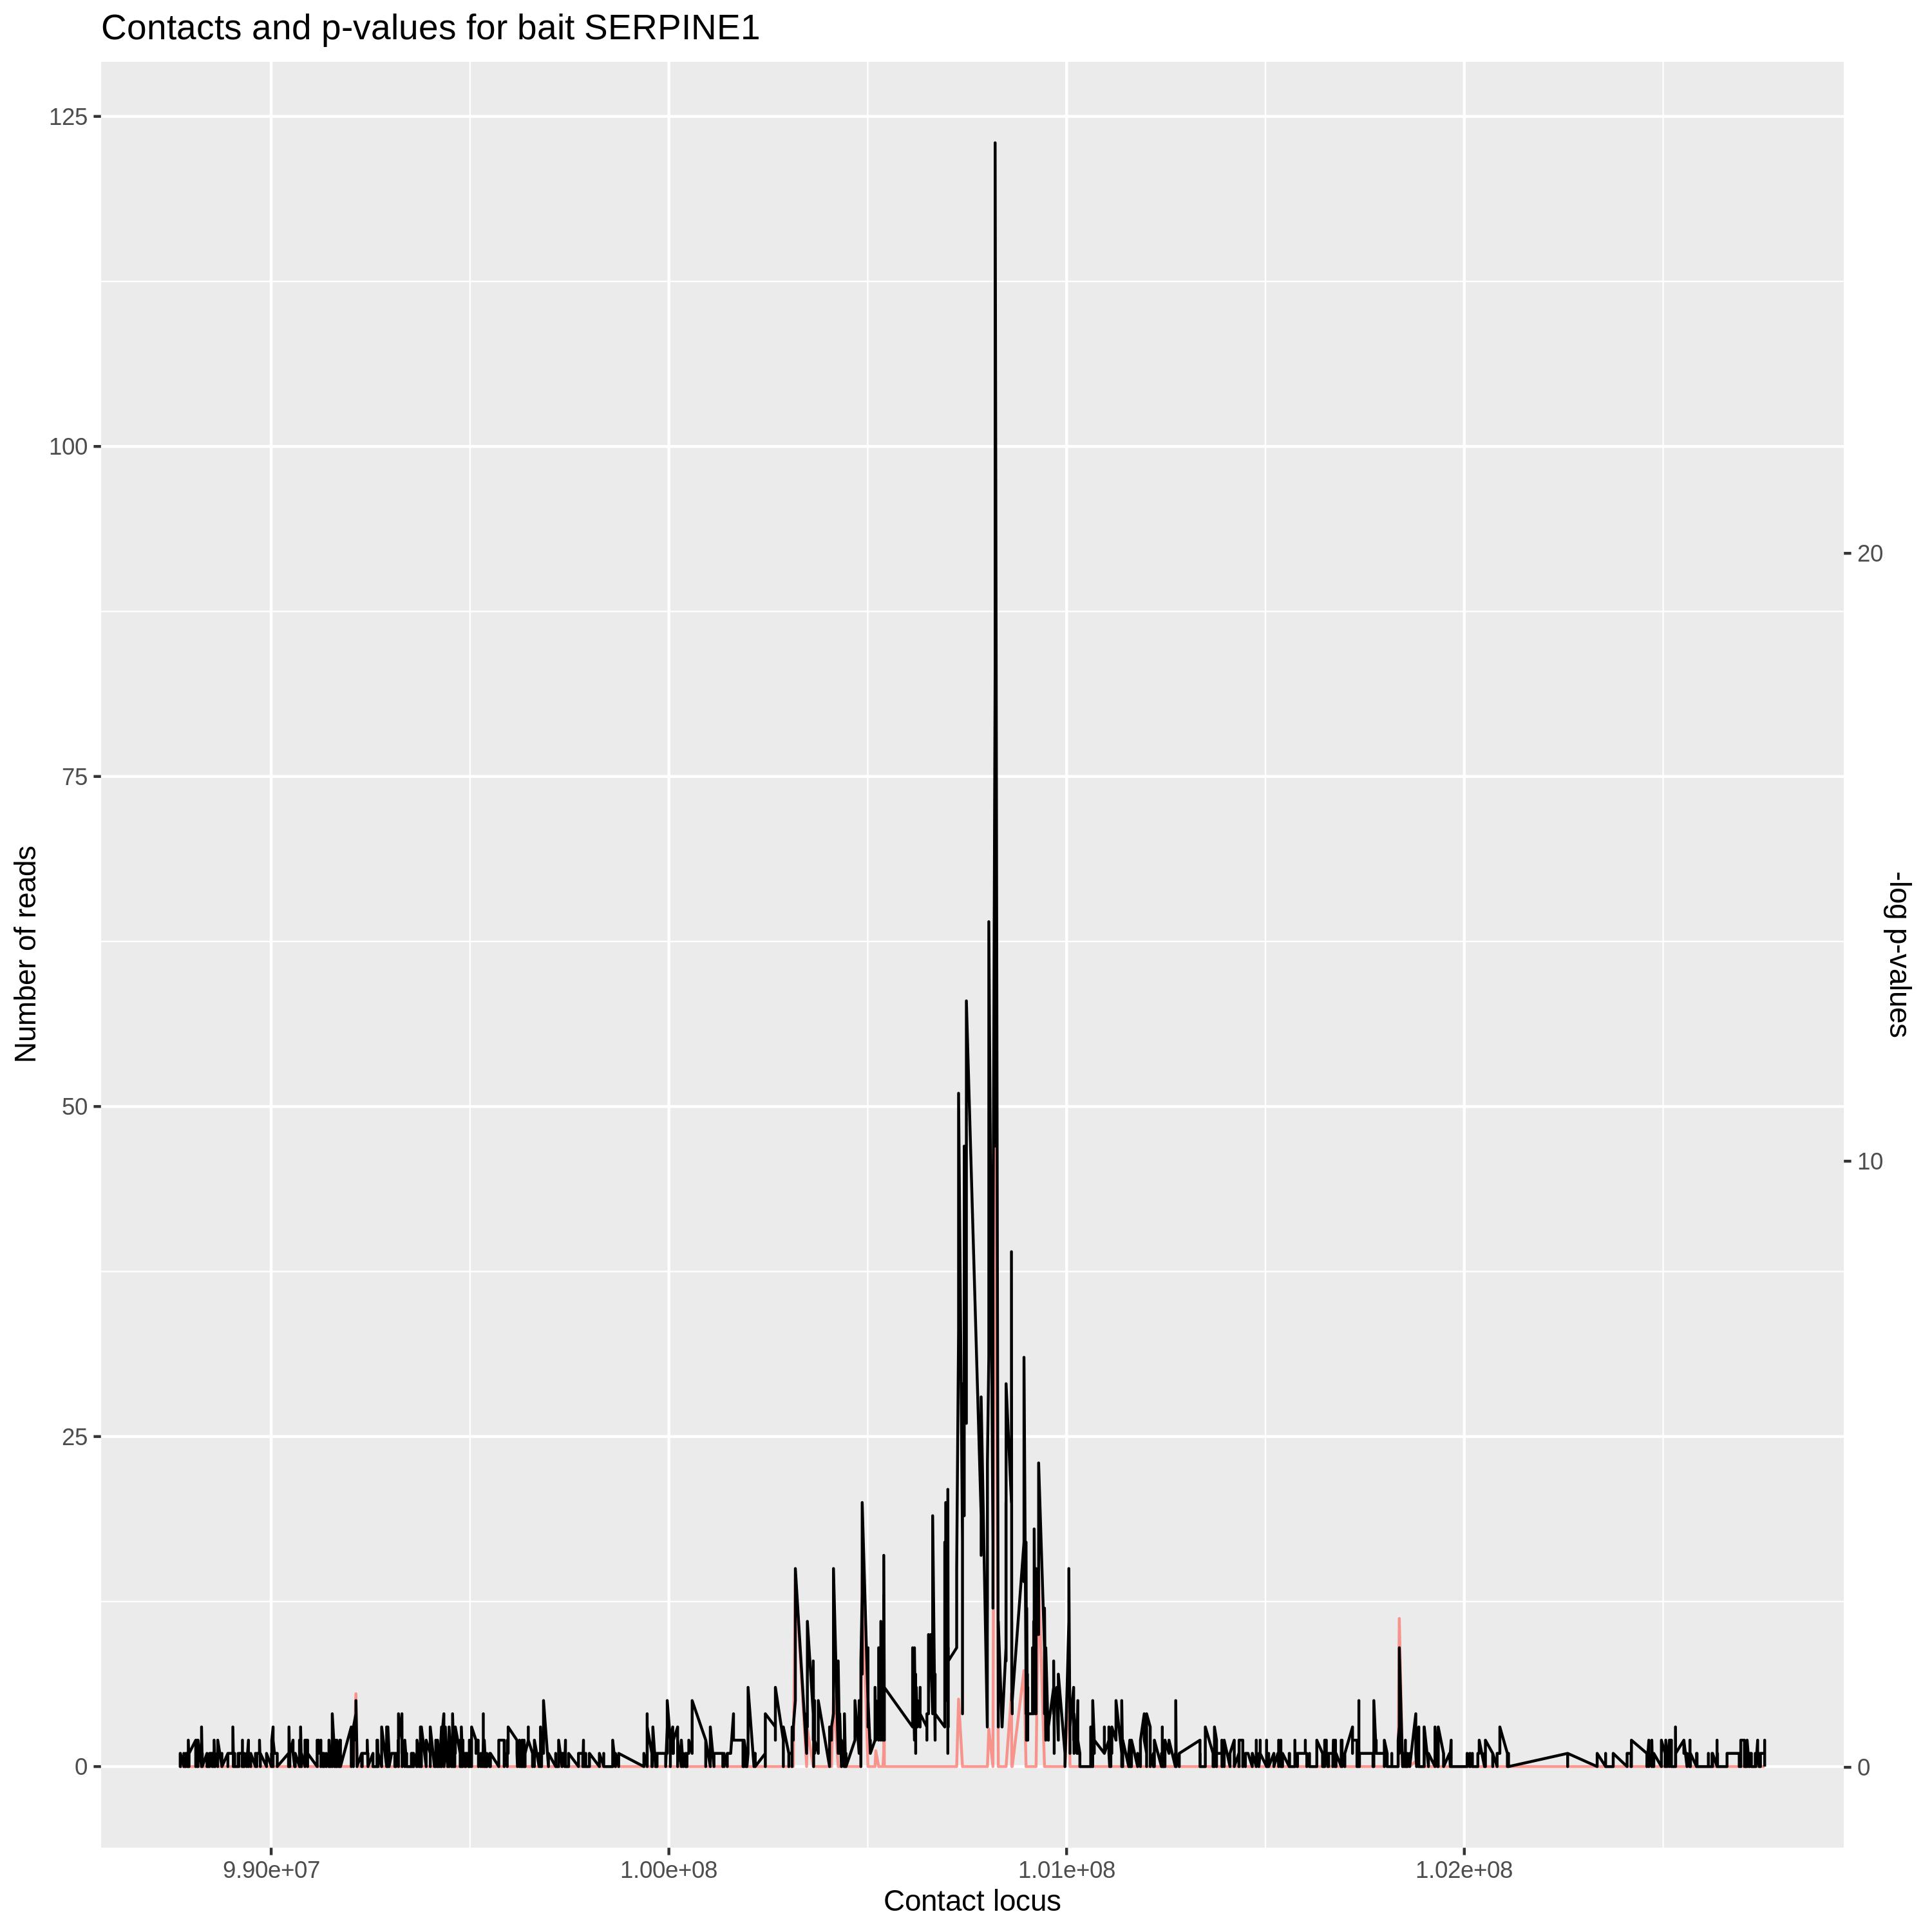 Contacts and p-values for bait SERPINE1
125
100
75
50
25
0
Number of reads
20
10
0
-log p-values
9.90e+07
1.00e+08
1.01e+08
1.02e+08
Contact locus